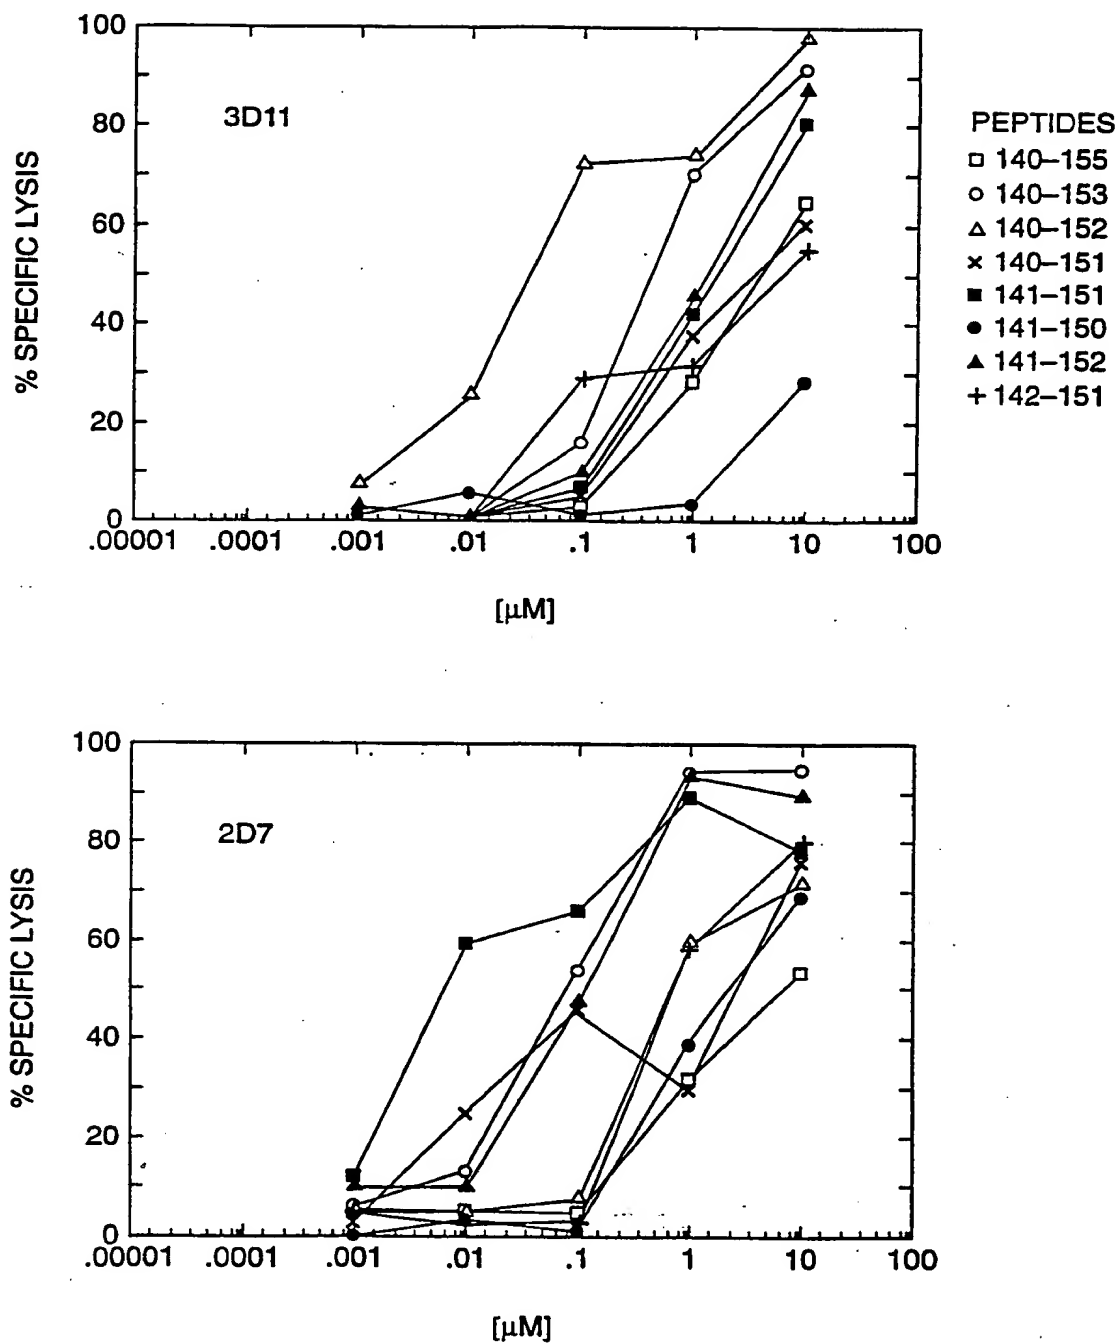 3D11
% SPECIFIC LYSIS
100
80
60
40
20
0
.00001 .0001 .001 .01 .1 1 10 100
[μM]
PEPTIDES
140–155
140–153
140–152
140–151
141–151
141–150
141–152
142–151
2D7
% SPECIFIC LYSIS
100
80
60
40
20
0
.00001 .0001 .001 .01 .1 1 10 100
[μM]